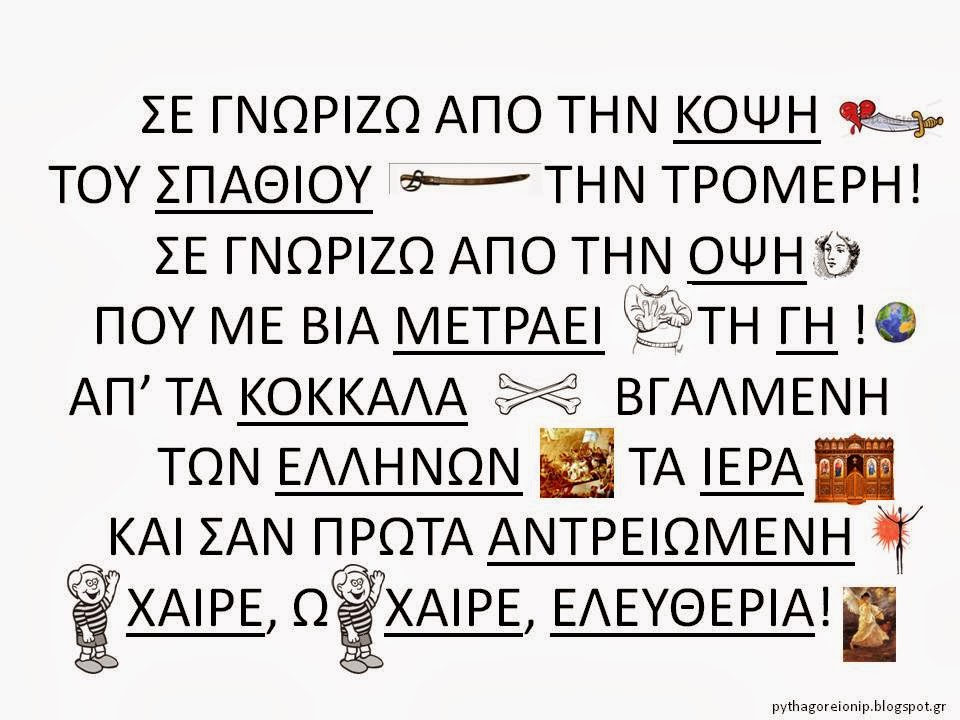 ΣΕ ΓΝΩΡΙΖΩ ΑΠΟ ΤΗΝ ΚΟΨΗ
ΤΟΥ ΣΠΑΘΙΟΥ ΤΗΝ ΤΡΟΜΕΡΗ!
ΣΕ ΓΝΩΡΙΖΩ ΑΠΟ ΤΗΝ ΟΨΗ
ΠΟΥ ΜΕ ΒΙΑ ΜΕΤΡΑΕΙ ΤΗ ΓΗ !
ΑΠ’ ΤΑ ΚΟΚΚΑΛΑ ΒΓΑΛΜΕΝΗ
ΤΩΝ ΕΛΛΗΝΩΝ ΤΑ ΙΕΡΑ
ΚΑΙ ΣΑΝ ΠΡΩΤΑ ΑΝΤΡΕΙΩΜΕΝΗ
ΧΑΙΡΕ, Ω ΧΑΙΡΕ, ΕΛΕΥΘΕΡΙΑ!
pythagoreionip.blogspot.gr